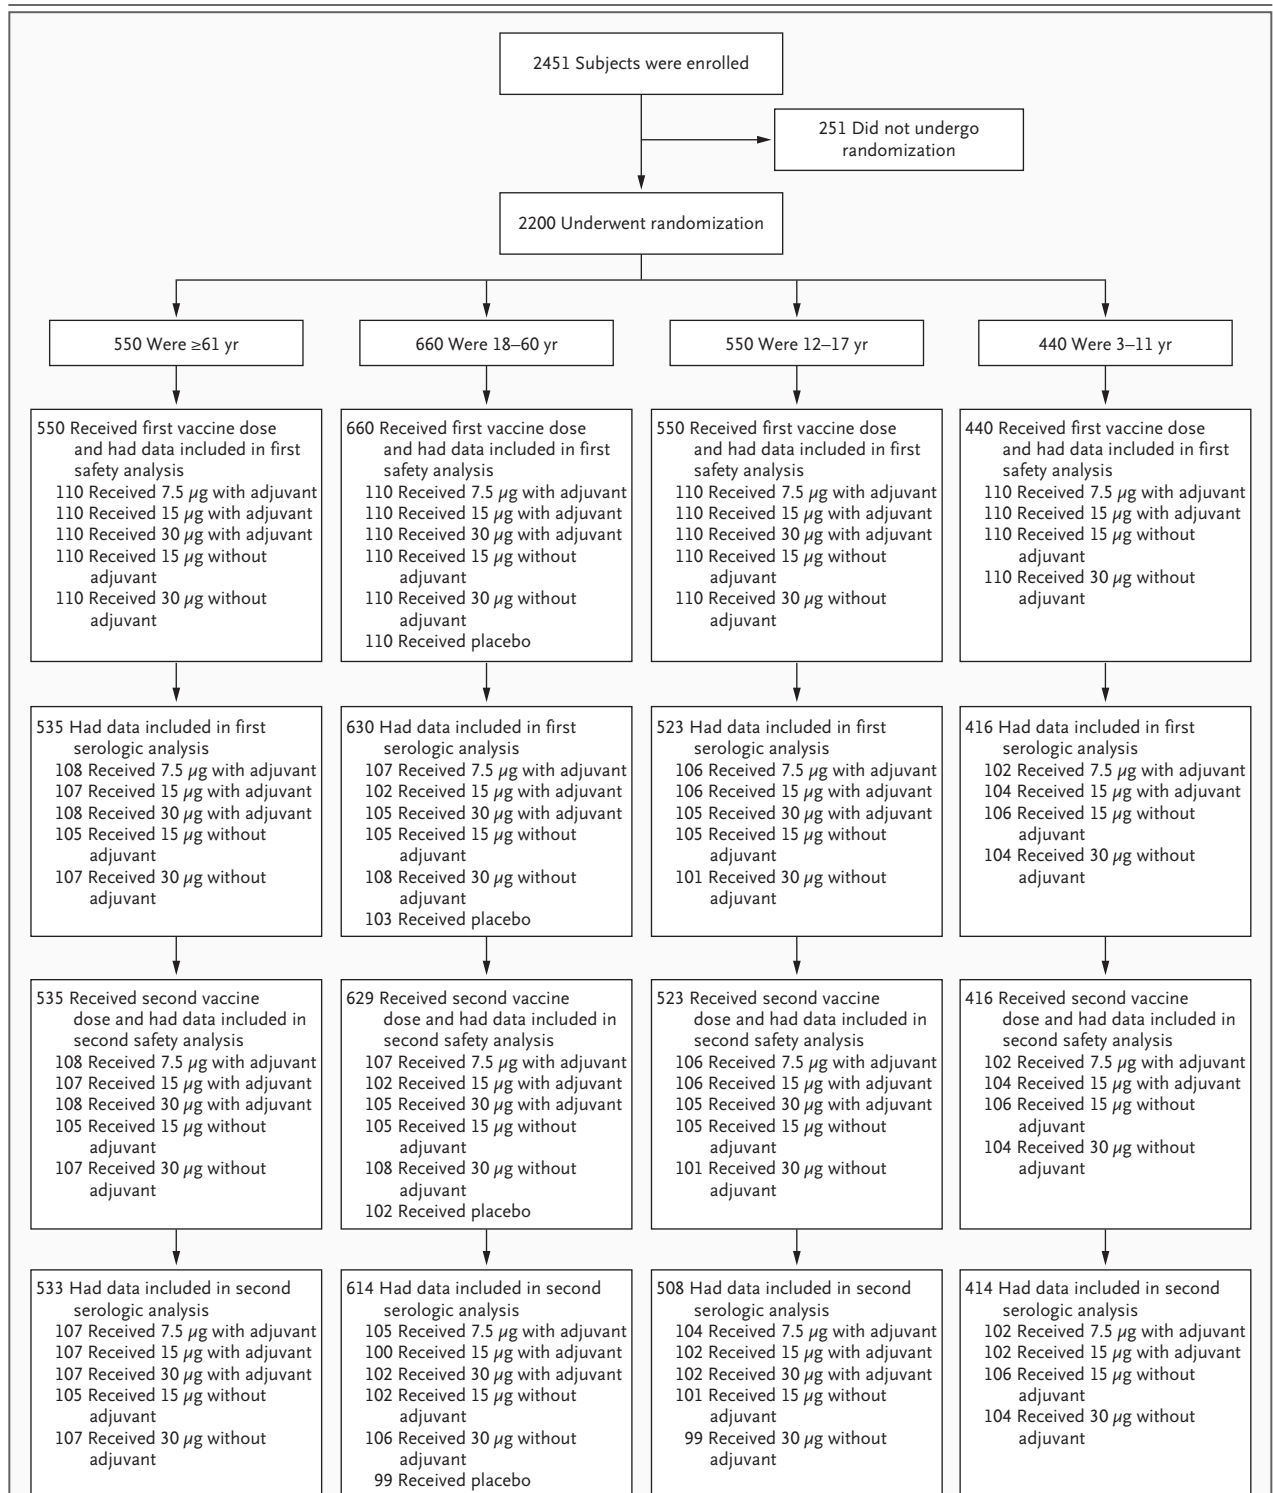 2451 Subjects were enrolled
251 Did not undergo
randomization
2200 Underwent randomization
550 Were ≥61 yr
660 Were 18–60 yr
550 Were 12–17 yr
440 Were 3–11 yr
550 Received first vaccine dose
and had data included in first
safety analysis
110 Received 7.5 µg with adjuvant
110 Received 15 µg with adjuvant
110 Received 30 µg with adjuvant
110 Received 15 µg without
adjuvant
110 Received 30 µg without
adjuvant
660 Received first vaccine dose
and had data included in first
safety analysis
110 Received 7.5 µg with adjuvant
110 Received 15 µg with adjuvant
110 Received 30 µg with adjuvant
110 Received 15 µg without
adjuvant
110 Received 30 µg without
adjuvant
110 Received placebo
550 Received first vaccine dose
and had data included in first
safety analysis
110 Received 7.5 µg with adjuvant
110 Received 15 µg with adjuvant
110 Received 30 µg with adjuvant
110 Received 15 µg without
adjuvant
110 Received 30 µg without
adjuvant
440 Received first vaccine dose
and had data included in first
safety analysis
110 Received 7.5 µg with adjuvant
110 Received 15 µg with adjuvant
110 Received 15 µg without
adjuvant
110 Received 30 µg without
adjuvant
535 Had data included in first
serologic analysis
108 Received 7.5 µg with adjuvant
107 Received 15 µg with adjuvant
108 Received 30 µg with adjuvant
105 Received 15 µg without
adjuvant
107 Received 30 µg without
adjuvant
630 Had data included in first
serologic analysis
107 Received 7.5 µg with adjuvant
102 Received 15 µg with adjuvant
105 Received 30 µg with adjuvant
105 Received 15 µg without
adjuvant
108 Received 30 µg without
adjuvant
103 Received placebo
523 Had data included in first
serologic analysis
106 Received 7.5 µg with adjuvant
106 Received 15 µg with adjuvant
105 Received 30 µg with adjuvant
105 Received 15 µg without
adjuvant
101 Received 30 µg without
adjuvant
416 Had data included in first
serologic analysis
102 Received 7.5 µg with adjuvant
104 Received 15 µg with adjuvant
106 Received 15 µg without
adjuvant
104 Received 30 µg without
adjuvant
535 Received second vaccine
dose and had data included in
second safety analysis
108 Received 7.5 µg with adjuvant
107 Received 15 µg with adjuvant
108 Received 30 µg with adjuvant
105 Received 15 µg without
adjuvant
107 Received 30 µg without
adjuvant
629 Received second vaccine
dose and had data included in
second safety analysis
107 Received 7.5 µg with adjuvant
102 Received 15 µg with adjuvant
105 Received 30 µg with adjuvant
105 Received 15 µg without
adjuvant
108 Received 30 µg without
adjuvant
102 Received placebo
523 Received second vaccine
dose and had data included in
second safety analysis
106 Received 7.5 µg with adjuvant
106 Received 15 µg with adjuvant
105 Received 30 µg with adjuvant
105 Received 15 µg without
adjuvant
101 Received 30 µg without
adjuvant
416 Received second vaccine
dose and had data included in
second safety analysis
102 Received 7.5 µg with adjuvant
104 Received 15 µg with adjuvant
106 Received 15 µg without
adjuvant
104 Received 30 µg without
adjuvant
533 Had data included in second
serologic analysis
107 Received 7.5 µg with adjuvant
107 Received 15 µg with adjuvant
107 Received 30 µg with adjuvant
105 Received 15 µg without
adjuvant
107 Received 30 µg without
adjuvant
614 Had data included in second
serologic analysis
105 Received 7.5 µg with adjuvant
100 Received 15 µg with adjuvant
102 Received 30 µg with adjuvant
102 Received 15 µg without
adjuvant
106 Received 30 µg without
adjuvant
99 Received placebo
508 Had data included in second
serologic analysis
104 Received 7.5 µg with adjuvant
102 Received 15 µg with adjuvant
102 Received 30 µg with adjuvant
101 Received 15 µg without
adjuvant
99 Received 30 µg without
adjuvant
414 Had data included in second
serologic analysis
102 Received 7.5 µg with adjuvant
102 Received 15 µg with adjuvant
106 Received 15 µg without
adjuvant
104 Received 30 µg without
adjuvant